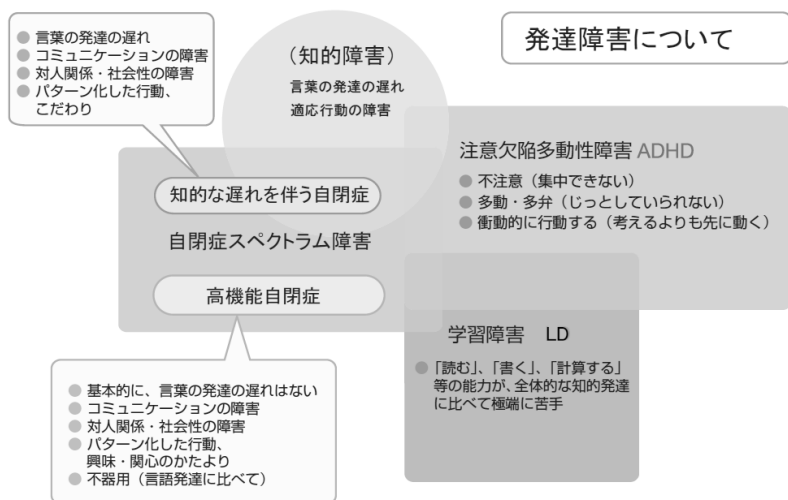 発達障害について
● 言葉の発達の遅れ
● コミュニケーションの障害
● 対人関係・社会性の障害
● パターン化した行動、
こだわり
(知的障害)
言葉の発達の遅れ
適応行動の障害
注意欠陥多動性障害 ADHD
● 不注意(集中できない)
● 多動・多弁(じっとしていられない)
● 衝動的に行動する(考えるよりも先に動く)
知的な遅れを伴う自閉症
自閉症スペクトラム障害
高機能自閉症
学習障害 LD
● 「読む」、「書く」、「計算する」
等の能力が、全体的な知的発達
に比べて極端に苦手
● 基本的に、言葉の発達の遅れはない
● コミュニケーションの障害
● 対人関係・社会性の障害
● パターン化した行動、
興味・関心のかたより
● 不器用(言語発達に比べて)